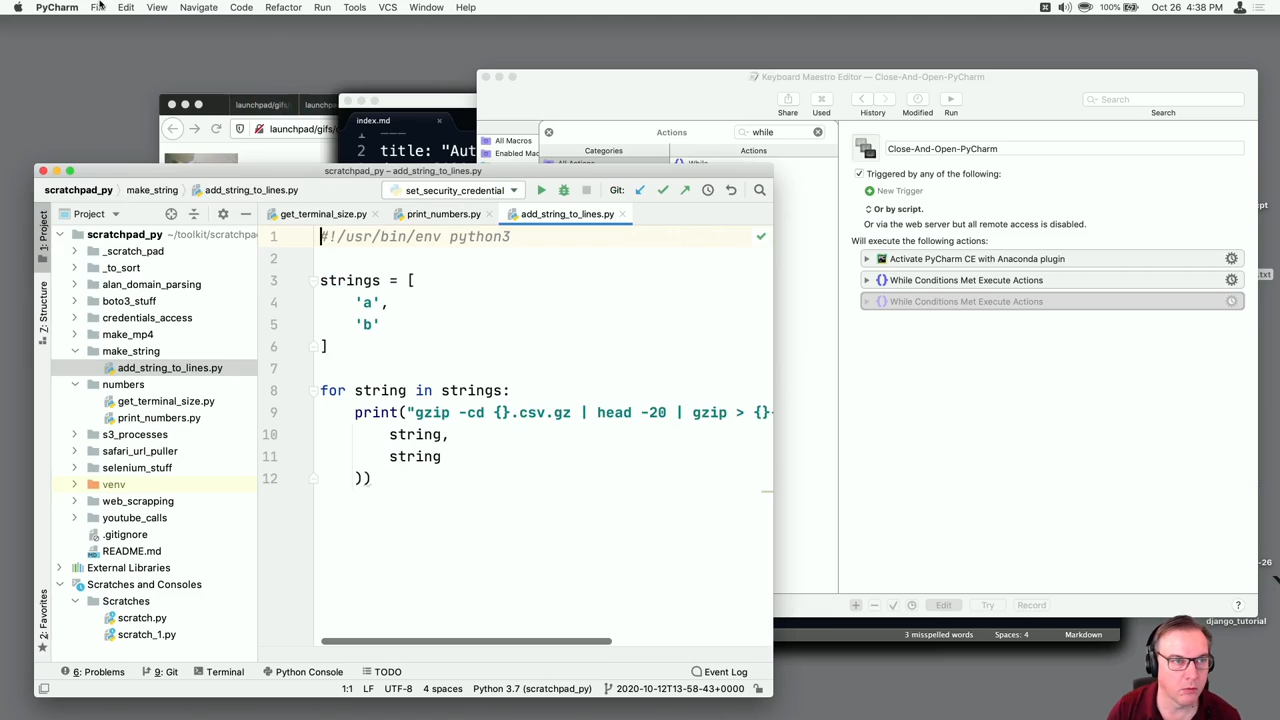 PyCharm File Edit View Navigate Code Refactor Run Tools VCS Window Help
100% Oct 26 4:38 PM
Keyboard Maestro Editor — Close-And-Open-PyCharm
Share Used History Modified Run Search
Search
launchpad/gifs/ launchp
launchpad/gifs/
index.md
2 title: "Aut
All Macros
Enabled Mac
Actions
while
Categories Actions
Close-And-Open-PyCharm
Triggered by any of the following:
New Trigger
Or by script.
Or via the web server but all remote access is disabled.
Will execute the following actions:
Activate PyCharm CE with Anaconda plugin
While Conditions Met Execute Actions
While Conditions Met Execute Actions
Edit Try Record
?
3 misspelled words Spaces: 4 Markdown
django_tutorial
scratchpad_py – add_string_to_lines.py
scratchpad_py make_string add_string_to_lines.py
set_security_credential
Git:
Project
get_terminal_size.py print_numbers.py add_string_to_lines.py
1: Project
Z: Structure
2: Favorites
scratchpad_py ~/toolkit/scratchpa
_scratch_pad
_to_sort
alan_domain_parsing
boto3_stuff
credentials_access
make_mp4
make_string
add_string_to_lines.py
numbers
get_terminal_size.py
print_numbers.py
s3_processes
safari_url_puller
selenium_stuff
venv
web_scrapping
youtube_calls
.gitignore
README.md
External Libraries
Scratches and Consoles
Scratches
scratch.py
scratch_1.py
1 #!/usr/bin/env python3
2
3 strings = [
4 'a',
5 'b'
6 ]
7
8 for string in strings:
9 print("gzip -cd {}.csv.gz | head -20 | gzip > {}-
10 string,
11 string
12 ))
6: Problems 9: Git Terminal Python Console TODO Event Log
1:1 LF UTF-8 4 spaces Python 3.7 (scratchpad_py) 2020-10-12T13-58-43+0000